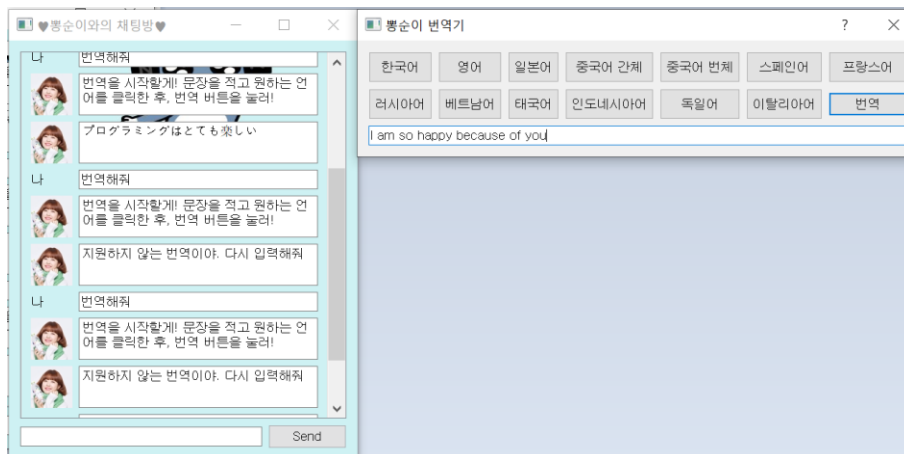 ♥뽕순이와의 채팅방♥
나
번역해줘
번역을 시작할게! 문장을 적고 원하는 언
어를 클릭한 후, 번역 버튼을 눌러!
プログラミングはとても楽しい
나
번역해줘
번역을 시작할게! 문장을 적고 원하는 언
어를 클릭한 후, 번역 버튼을 눌러!
지원하지 않는 번역이야. 다시 입력해줘
나
번역해줘
번역을 시작할게! 문장을 적고 원하는 언
어를 클릭한 후, 번역 버튼을 눌러!
지원하지 않는 번역이야. 다시 입력해줘
Send
뽕순이 번역기
한국어 영어 일본어 중국어 간체 중국어 번체 스페인어 프랑스어
러시아어 베트남어 태국어 인도네시아어 독일어 이탈리아어 번역
I am so happy because of you